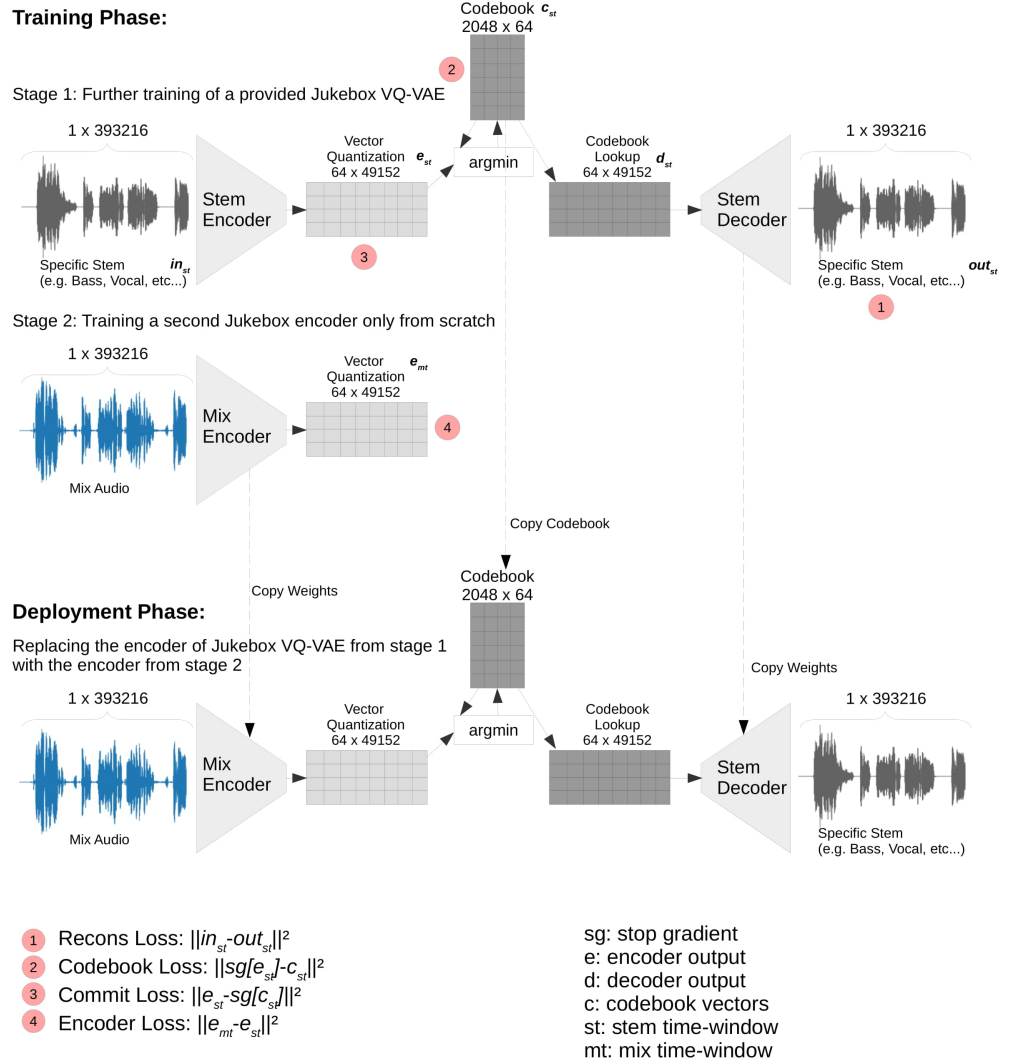 Training Phase:
Codebook c_st
2048 x 64
2
Stage 1: Further training of a provided Jukebox VQ-VAE
1 x 393216
Vector
Quantization e_st
64 x 49152
argmin
Codebook
Lookup d_st
64 x 49152
1 x 393216
Stem
Encoder
Stem
Decoder
3
Specific Stem in_st
(e.g. Bass, Vocal, etc...)
Specific Stem out_st
(e.g. Bass, Vocal, etc...)
1
Stage 2: Training a second Jukebox encoder only from scratch
1 x 393216
Vector e_mt
Quantization
64 x 49152
Mix
Encoder
4
Mix Audio
Copy Codebook
Copy Weights
Codebook
2048 x 64
Deployment Phase:
Replacing the encoder of Jukebox VQ-VAE from stage 1
with the encoder from stage 2
Copy Weights
1 x 393216
Vector
Quantization
64 x 49152
argmin
Codebook
Lookup
64 x 49152
1 x 393216
Mix
Encoder
Stem
Decoder
Mix Audio
Specific Stem
(e.g. Bass, Vocal, etc...)
1 Recons Loss: ||in_st-out_st||²
2 Codebook Loss: ||sg[e_st]-c_st||²
3 Commit Loss: ||e_st-sg[c_st]||²
4 Encoder Loss: ||e_mt-e_st||²
sg: stop gradient
e: encoder output
d: decoder output
c: codebook vectors
st: stem time-window
mt: mix time-window